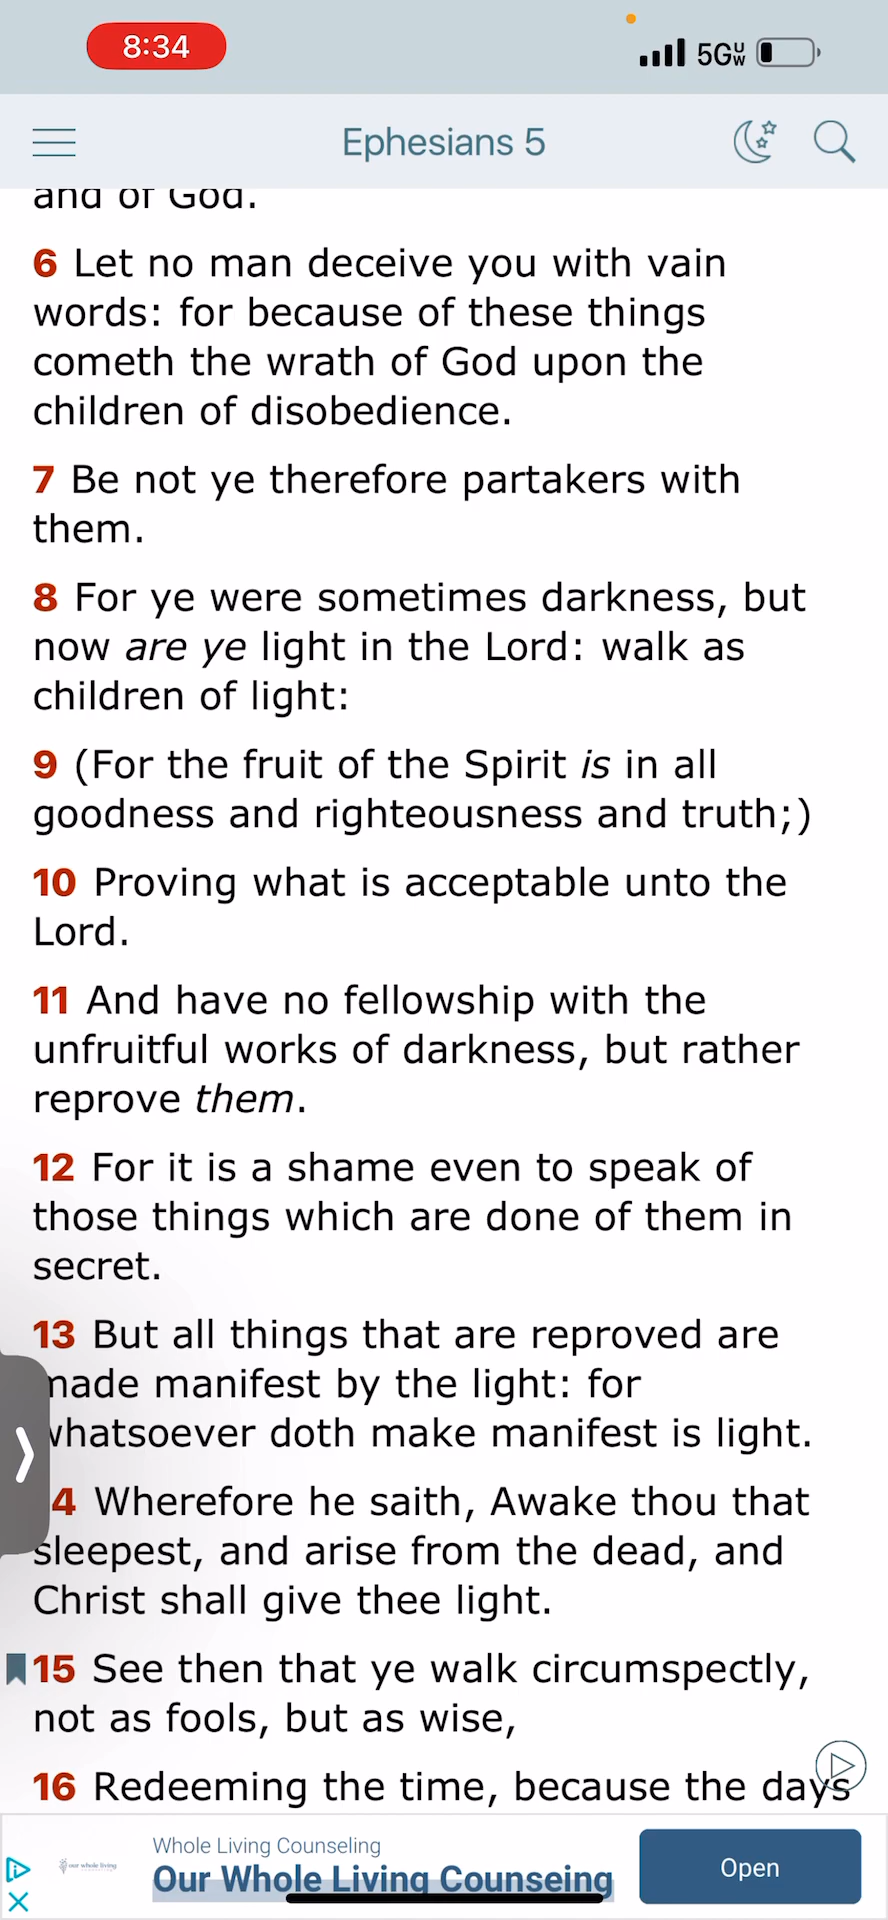 8:34
5GUW
Ephesians 5
and of God.
6 Let no man deceive you with vain
words: for because of these things
cometh the wrath of God upon the
children of disobedience.
7 Be not ye therefore partakers with
them.
8 For ye were sometimes darkness, but
now are ye light in the Lord: walk as
children of light:
9 (For the fruit of the Spirit is in all
goodness and righteousness and truth;)
10 Proving what is acceptable unto the
Lord.
11 And have no fellowship with the
unfruitful works of darkness, but rather
reprove them.
12 For it is a shame even to speak of
those things which are done of them in
secret.
13 But all things that are reproved are
made manifest by the light: for
whatsoever doth make manifest is light.
4 Wherefore he saith, Awake thou that
sleepest, and arise from the dead, and
Christ shall give thee light.
15 See then that ye walk circumspectly,
not as fools, but as wise,
16 Redeeming the time, because the days
Whole Living Counseling
our whole living
Our Whole Living Counseing
Open